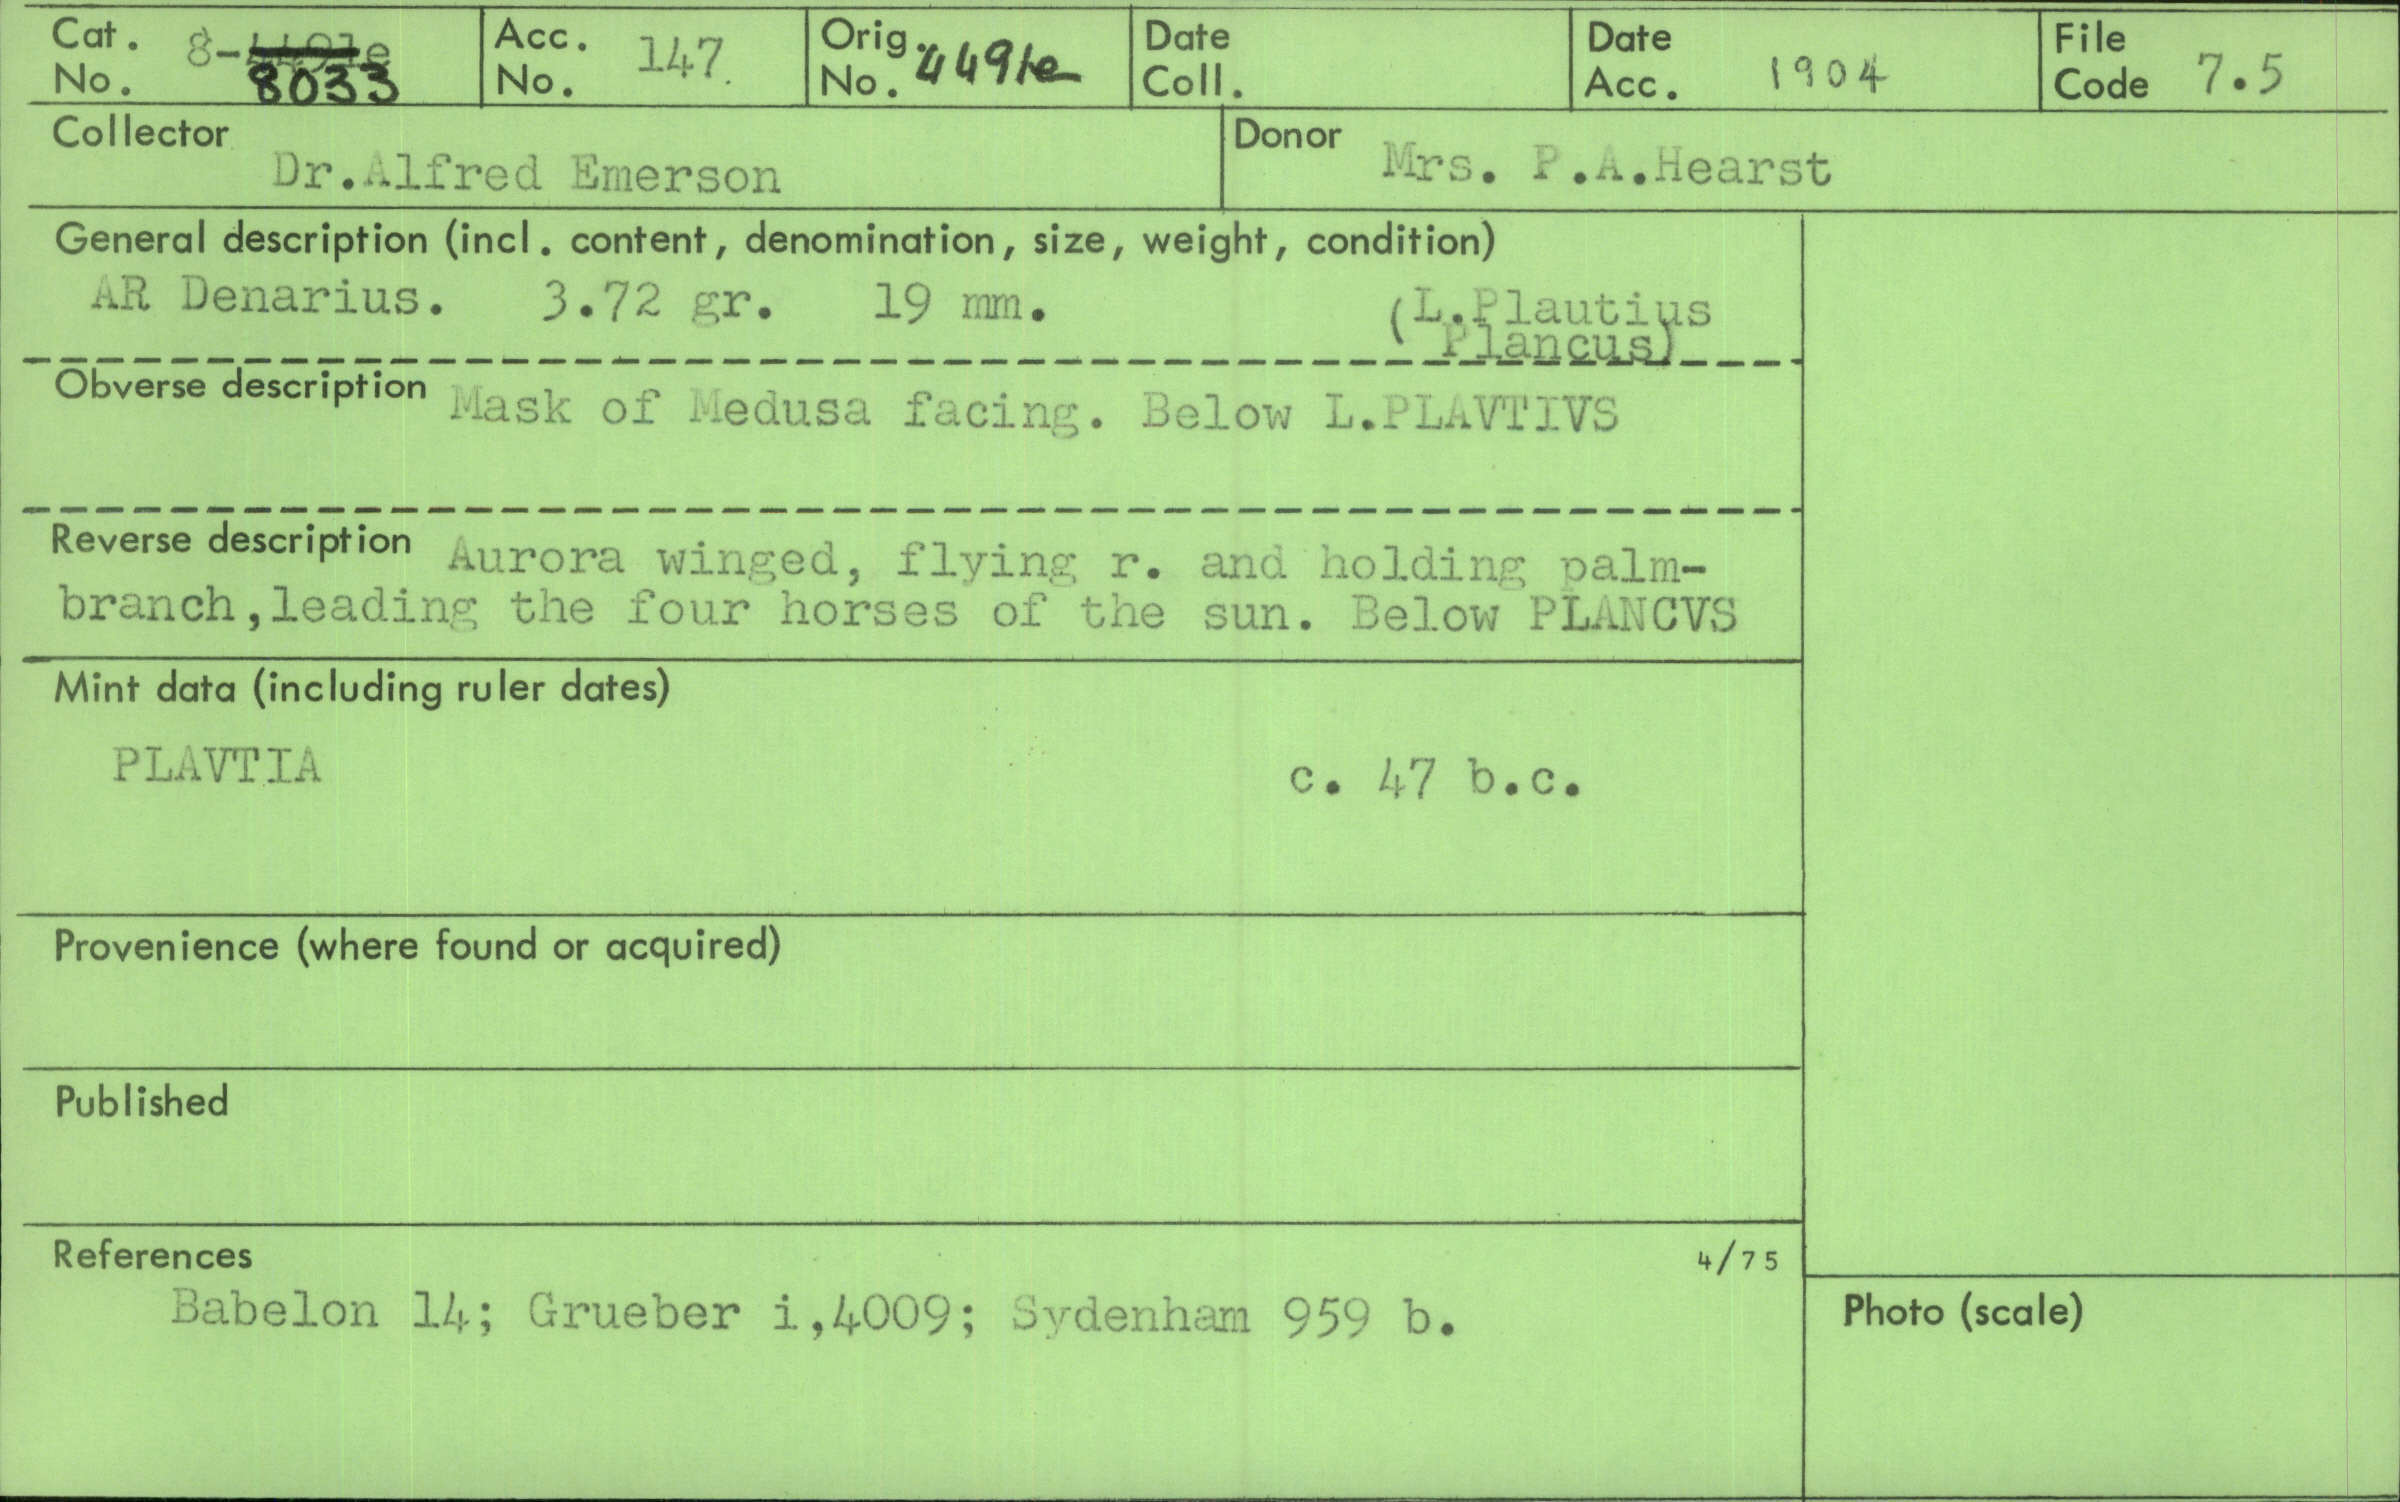 Cat. No. 8-4491e 8033
Acc. No. 147.
Orig. No. 4491e
Date Coll.
Date Acc. 1904
File Code 7.5
Collector Dr.Alfred Emerson
Donor Mrs. P.A.Hearst
General description (incl. content, denomination, size, weight, condition)
AR Denarius. 3.72 gr. 19 mm. (L.Plautius
Plancus)
Obverse description Mask of Medusa facing. Below L.PLAVTIVS
Reverse description Aurora winged, flying r. and holding palm-
branch,leading the four horses of the sun. Below PLANCVS
Mint data (including ruler dates)
PLAVTIA c. 47 b.c.
Provenience (where found or acquired)
Published
References 4/75
Babelon 14; Grueber i,4009; Sydenham 959 b.
Photo (scale)